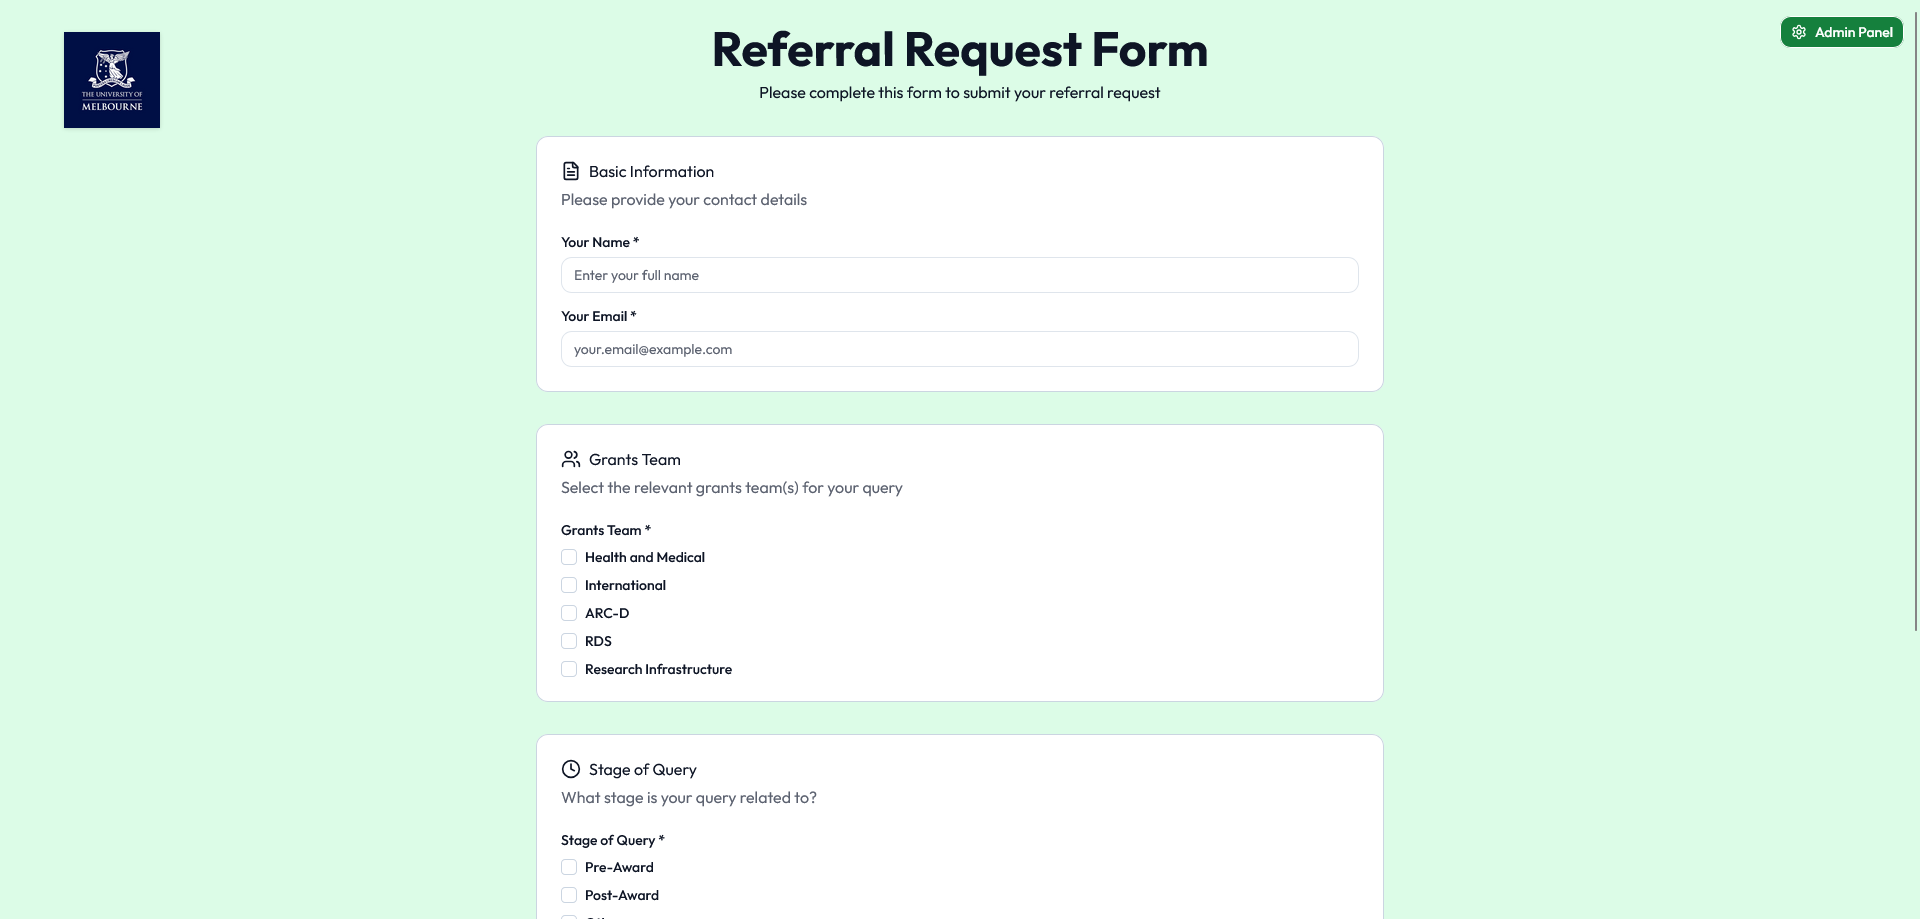 THE UNIVERSITY OF
MELBOURNE
Referral Request Form
Please complete this form to submit your referral request
Admin Panel
Basic Information
Please provide your contact details
Your Name *
Enter your full name
Your Email *
your.email@example.com
Grants Team
Select the relevant grants team(s) for your query
Grants Team *
Health and Medical
International
ARC-D
RDS
Research Infrastructure
Stage of Query
What stage is your query related to?
Stage of Query *
Pre-Award
Post-Award